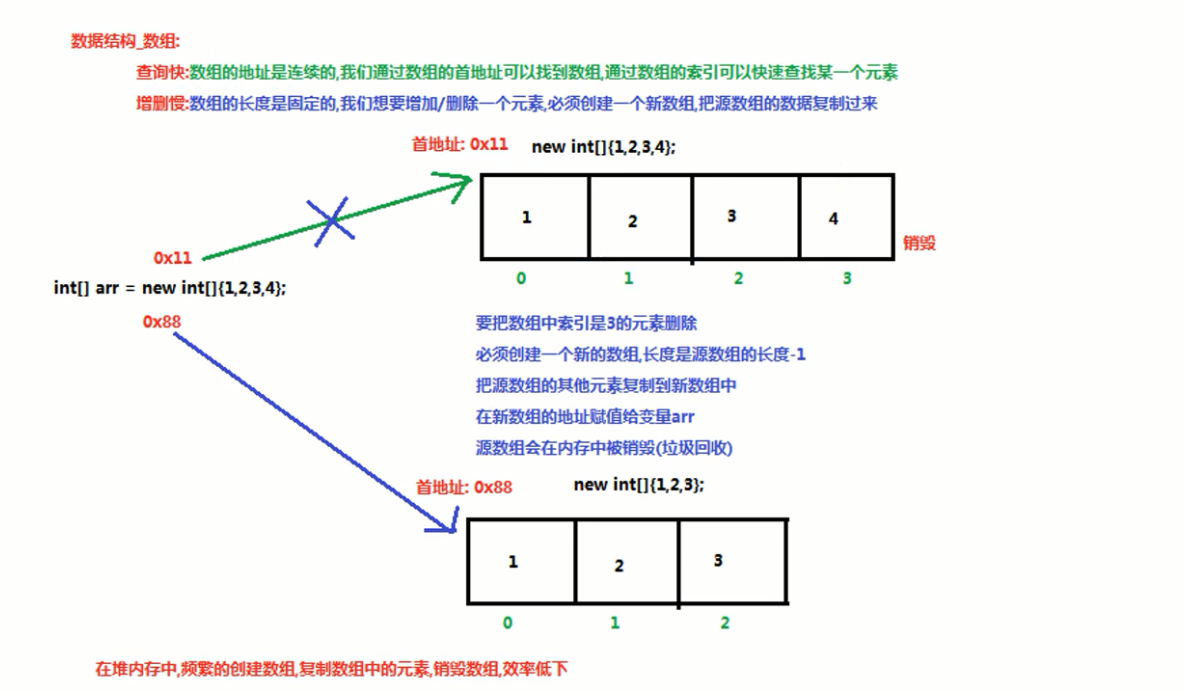 数据结构_数组:
查询快:数组的地址是连续的,我们通过数组的首地址可以找到数组,通过数组的索引可以快速查找某一个元素
增删慢:数组的长度是固定的,我们想要增加/删除一个元素,必须创建一个新数组,把源数组的数据复制过来
首地址: 0x11 new int[]{1,2,3,4};
1 2 3 4
销毁
0 1 2 3
0x11
int[] arr = new int[]{1,2,3,4};
0x88
要把数组中索引是3的元素删除
必须创建一个新的数组,长度是源数组的长度-1
把源数组的其他元素复制到新数组中
在新数组的地址赋值给变量arr
源数组会在内存中被销毁(垃圾回收)
首地址: 0x88 new int[]{1,2,3};
1 2 3
0 1 2
在堆内存中,频繁的创建数组,复制数组中的元素,销毁数组,效率低下